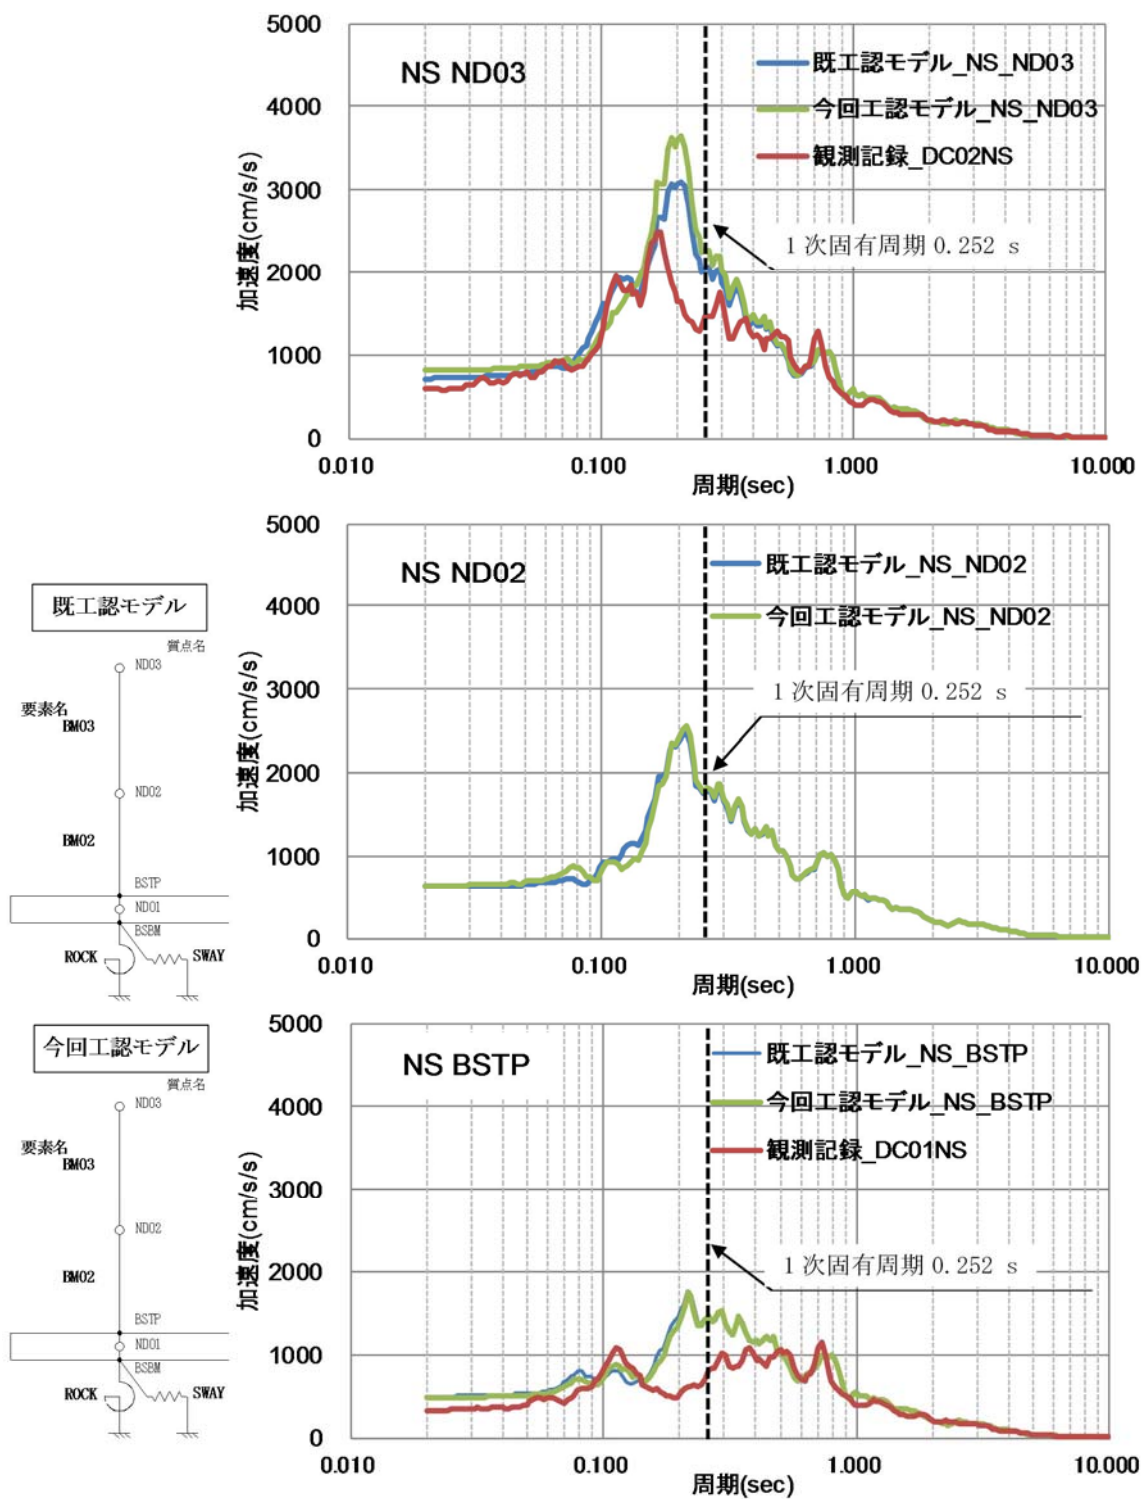 5000
4000
3000
2000
1000
0
加速度(cm/s/s)
NS ND03
既工認モデル_NS_ND03
今回工認モデル_NS_ND03
観測記録_DC02NS
1次固有周期 0.252 s
0.010
0.100
1.000
10.000
周期(sec)
5000
4000
3000
2000
1000
0
加速度(cm/s/s)
NS ND02
既工認モデル_NS_ND02
今回工認モデル_NS_ND02
1次固有周期 0.252 s
0.010
0.100
1.000
10.000
周期(sec)
既工認モデル
質点名
ND03
要素名
BM03
ND02
BM02
BSTP
ND01
BSBM
ROCK
SWAY
今回工認モデル
質点名
ND03
要素名
BM03
ND02
BM02
BSTP
ND01
BSBM
ROCK
SWAY
5000
4000
3000
2000
1000
0
加速度(cm/s/s)
NS BSTP
既工認モデル_NS_BSTP
今回工認モデル_NS_BSTP
観測記録_DC01NS
1次固有周期 0.252 s
0.010
0.100
1.000
10.000
周期(sec)